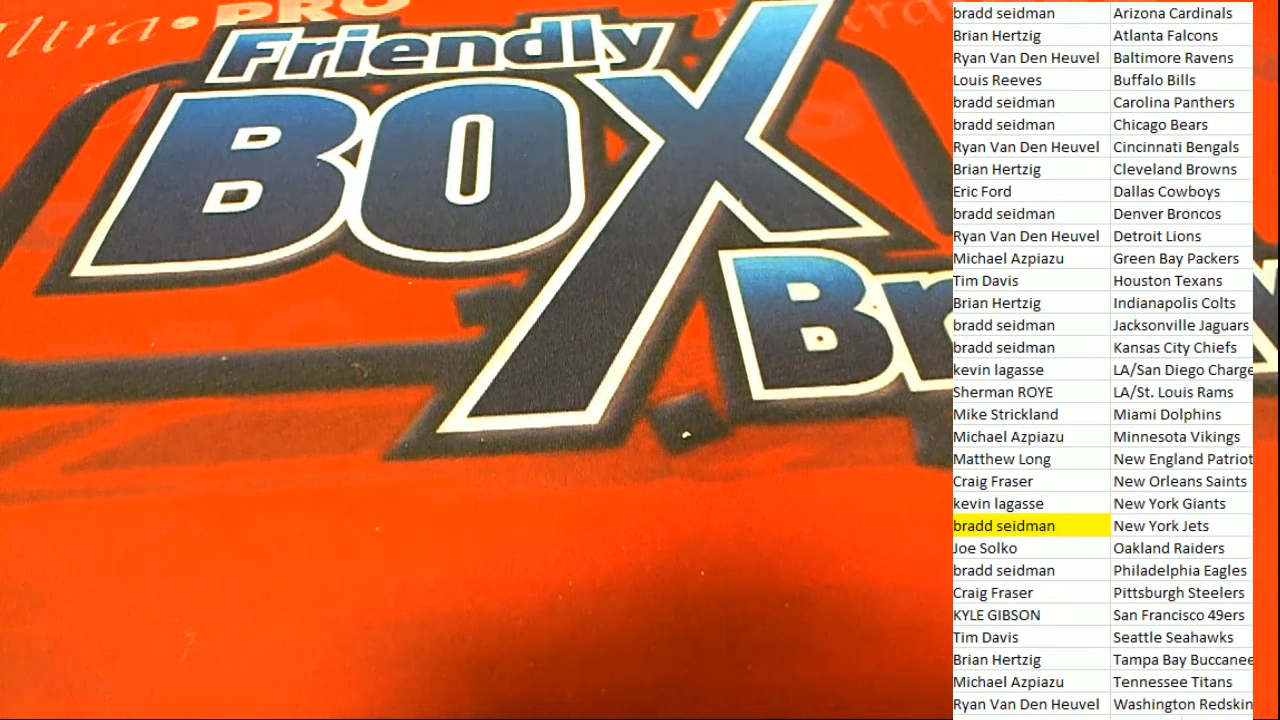 ltra•PRO
Friendly
BOX
Br
bradd seidman Arizona Cardinals
Brian Hertzig Atlanta Falcons
Ryan Van Den Heuvel Baltimore Ravens
Louis Reeves Buffalo Bills
bradd seidman Carolina Panthers
bradd seidman Chicago Bears
Ryan Van Den Heuvel Cincinnati Bengals
Brian Hertzig Cleveland Browns
Eric Ford Dallas Cowboys
bradd seidman Denver Broncos
Ryan Van Den Heuvel Detroit Lions
Michael Azpiazu Green Bay Packers
Tim Davis Houston Texans
Brian Hertzig Indianapolis Colts
bradd seidman Jacksonville Jaguars
bradd seidman Kansas City Chiefs
kevin lagasse LA/San Diego Charge
Sherman ROYE LA/St. Louis Rams
Mike Strickland Miami Dolphins
Michael Azpiazu Minnesota Vikings
Matthew Long New England Patriot
Craig Fraser New Orleans Saints
kevin lagasse New York Giants
bradd seidman New York Jets
Joe Solko Oakland Raiders
bradd seidman Philadelphia Eagles
Craig Fraser Pittsburgh Steelers
KYLE GIBSON San Francisco 49ers
Tim Davis Seattle Seahawks
Brian Hertzig Tampa Bay Buccanee
Michael Azpiazu Tennessee Titans
Ryan Van Den Heuvel Washington Redskin